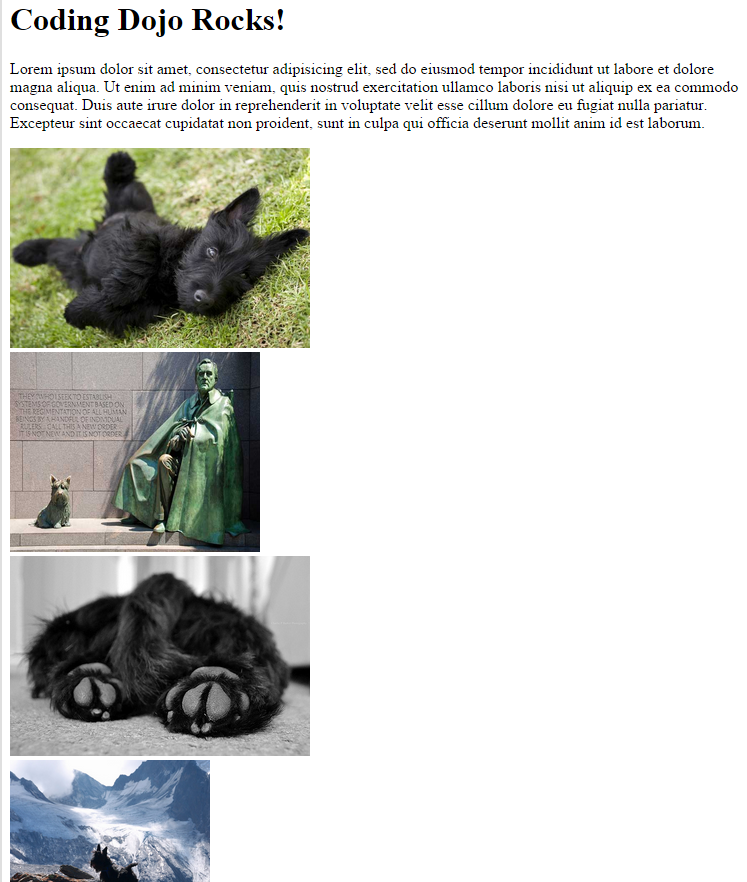 Coding Dojo Rocks!
Lorem ipsum dolor sit amet, consectetur adipisicing elit, sed do eiusmod tempor incididunt ut labore et dolore
magna aliqua. Ut enim ad minim veniam, quis nostrud exercitation ullamco laboris nisi ut aliquip ex ea commodo
consequat. Duis aute irure dolor in reprehenderit in voluptate velit esse cillum dolore eu fugiat nulla pariatur.
Excepteur sint occaecat cupidatat non proident, sunt in culpa qui officia deserunt mollit anim id est laborum.
THEY (WHO) SEEK TO ESTABLISH
SYSTEMS OF GOVERNMENT BASED ON
THE REGIMENTATION OF ALL HUMAN
BEINGS BY A HANDFUL OF INDIVIDUAL
RULERS... CALL THIS A NEW ORDER.
IT IS NOT NEW AND IT IS NOT ORDER.